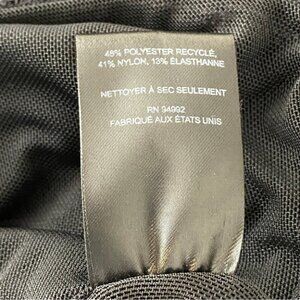 46% POLYESTER RECYCLÉ,
41% NYLON, 13% ÉLASTHANNE
NETTOYER À SEC SEULEMENT
RN 94992
FABRIQUÉ AUX ÉTATS UNIS